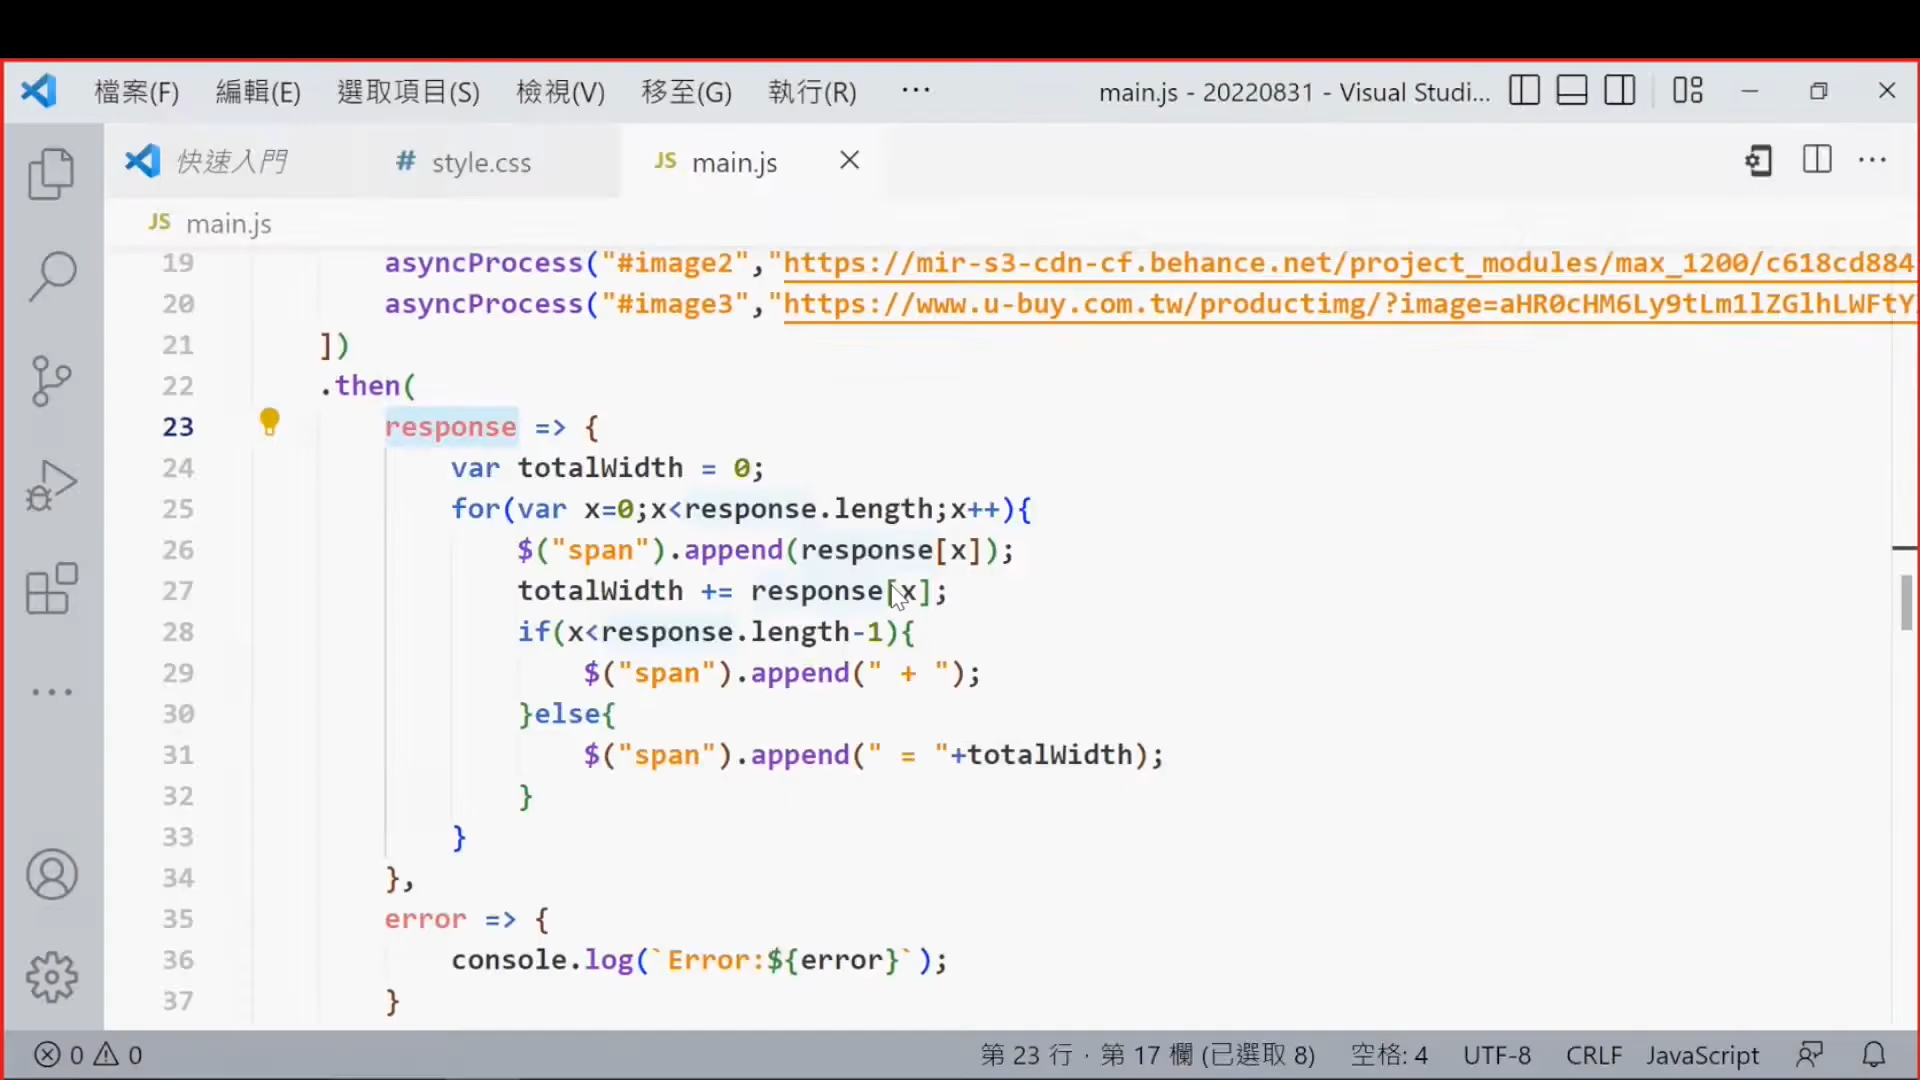 檔案(F) 編輯(E) 選取項目(S) 檢視(V) 移至(G) 執行(R) ··· main.js - 20220831 - Visual Studi...
快速入門 # style.css JS main.js
JS main.js
19 asyncProcess("#image2","https://mir-s3-cdn-cf.behance.net/project_modules/max_1200/c618cd884
20 asyncProcess("#image3","https://www.u-buy.com.tw/productimg/?image=aHR0cHM6Ly9tLm1lZGlhLWFtY
21 ])
22 .then(
23 response => {
24 var totalWidth = 0;
25 for(var x=0;x<response.length;x++){
26 $("span").append(response[x]);
27 totalWidth += response[x];
28 if(x<response.length-1){
29 $("span").append(" + ");
30 }else{
31 $("span").append(" = "+totalWidth);
32 }
33 }
34 },
35 error => {
36 console.log(`Error:${error}`);
37 }
0 0 第 23 行，第 17 欄 (已選取 8) 空格: 4 UTF-8 CRLF JavaScript